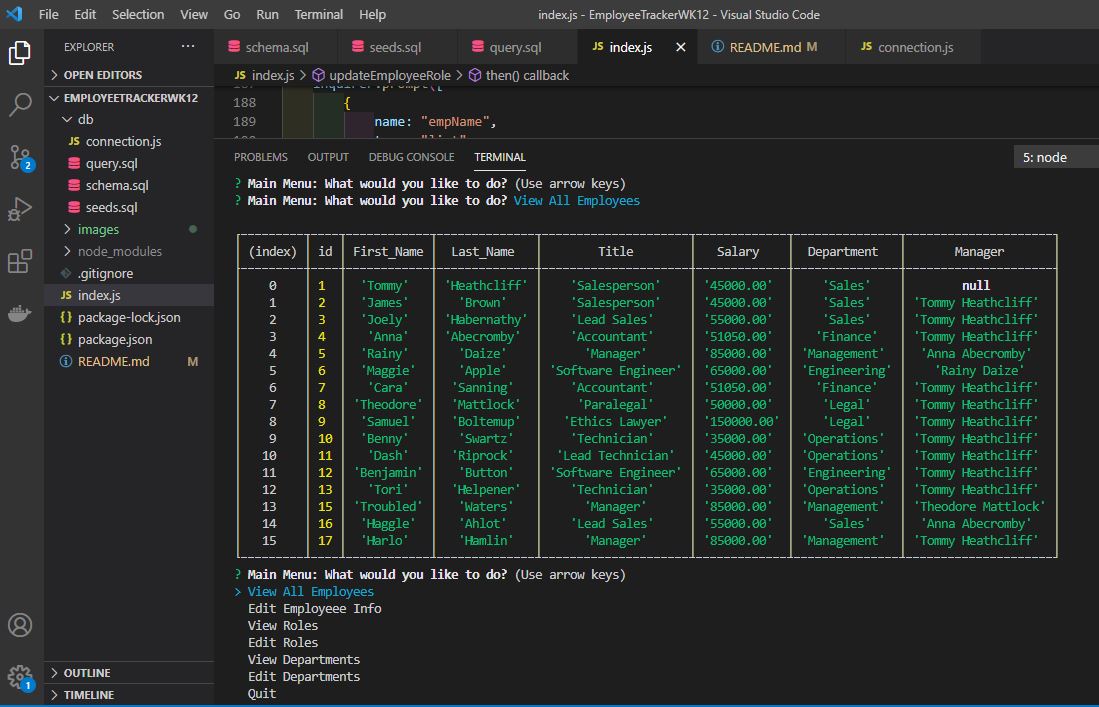 File Edit Selection View Go Run Terminal Help index.js - EmployeeTrackerWK12 - Visual Studio Code
EXPLORER ···
schema.sql seeds.sql query.sql JS index.js × README.md M JS connection.js
JS index.js > updateEmployeeRole > then() callback
> OPEN EDITORS
EMPLOYEETRACKERWK12
db
JS connection.js
query.sql
schema.sql
seeds.sql
> images
> node_modules
.gitignore
JS index.js
{} package-lock.json
{} package.json
README.md M
2
> OUTLINE
> TIMELINE
1
187 inquirer.prompt([
188 {
189 name: "empName",
190 type: "list"
PROBLEMS OUTPUT DEBUG CONSOLE TERMINAL 5: node
? Main Menu: What would you like to do? (Use arrow keys)
? Main Menu: What would you like to do? View All Employees
(index) id First_Name Last_Name Title Salary Department Manager
0 1 'Tommy' 'Heathcliff' 'Salesperson' '45000.00' 'Sales' null
1 2 'James' 'Brown' 'Salesperson' '45000.00' 'Sales' 'Tommy Heathcliff'
2 3 'Joely' 'Habernathy' 'Lead Sales' '55000.00' 'Sales' 'Tommy Heathcliff'
3 4 'Anna' 'Abecromby' 'Accountant' '51050.00' 'Finance' 'Tommy Heathcliff'
4 5 'Rainy' 'Daize' 'Manager' '85000.00' 'Management' 'Anna Abecromby'
5 6 'Maggie' 'Apple' 'Software Engineer' '65000.00' 'Engineering' 'Rainy Daize'
6 7 'Cara' 'Sanning' 'Accountant' '51050.00' 'Finance' 'Tommy Heathcliff'
7 8 'Theodore' 'Mattlock' 'Paralegal' '50000.00' 'Legal' 'Tommy Heathcliff'
8 9 'Samuel' 'Boltemup' 'Ethics Lawyer' '150000.00' 'Legal' 'Tommy Heathcliff'
9 10 'Benny' 'Swartz' 'Technician' '35000.00' 'Operations' 'Tommy Heathcliff'
10 11 'Dash' 'Riprock' 'Lead Technician' '45000.00' 'Operations' 'Tommy Heathcliff'
11 12 'Benjamin' 'Button' 'Software Engineer' '65000.00' 'Engineering' 'Tommy Heathcliff'
12 13 'Tori' 'Helpener' 'Technician' '35000.00' 'Operations' 'Tommy Heathcliff'
13 15 'Troubled' 'Waters' 'Manager' '85000.00' 'Management' 'Theodore Mattlock'
14 16 'Haggle' 'Ahlot' 'Lead Sales' '55000.00' 'Sales' 'Anna Abecromby'
15 17 'Harlo' 'Hamlin' 'Manager' '85000.00' 'Management' 'Tommy Heathcliff'
? Main Menu: What would you like to do? (Use arrow keys)
> View All Employees
Edit Employeee Info
View Roles
Edit Roles
View Departments
Edit Departments
Quit